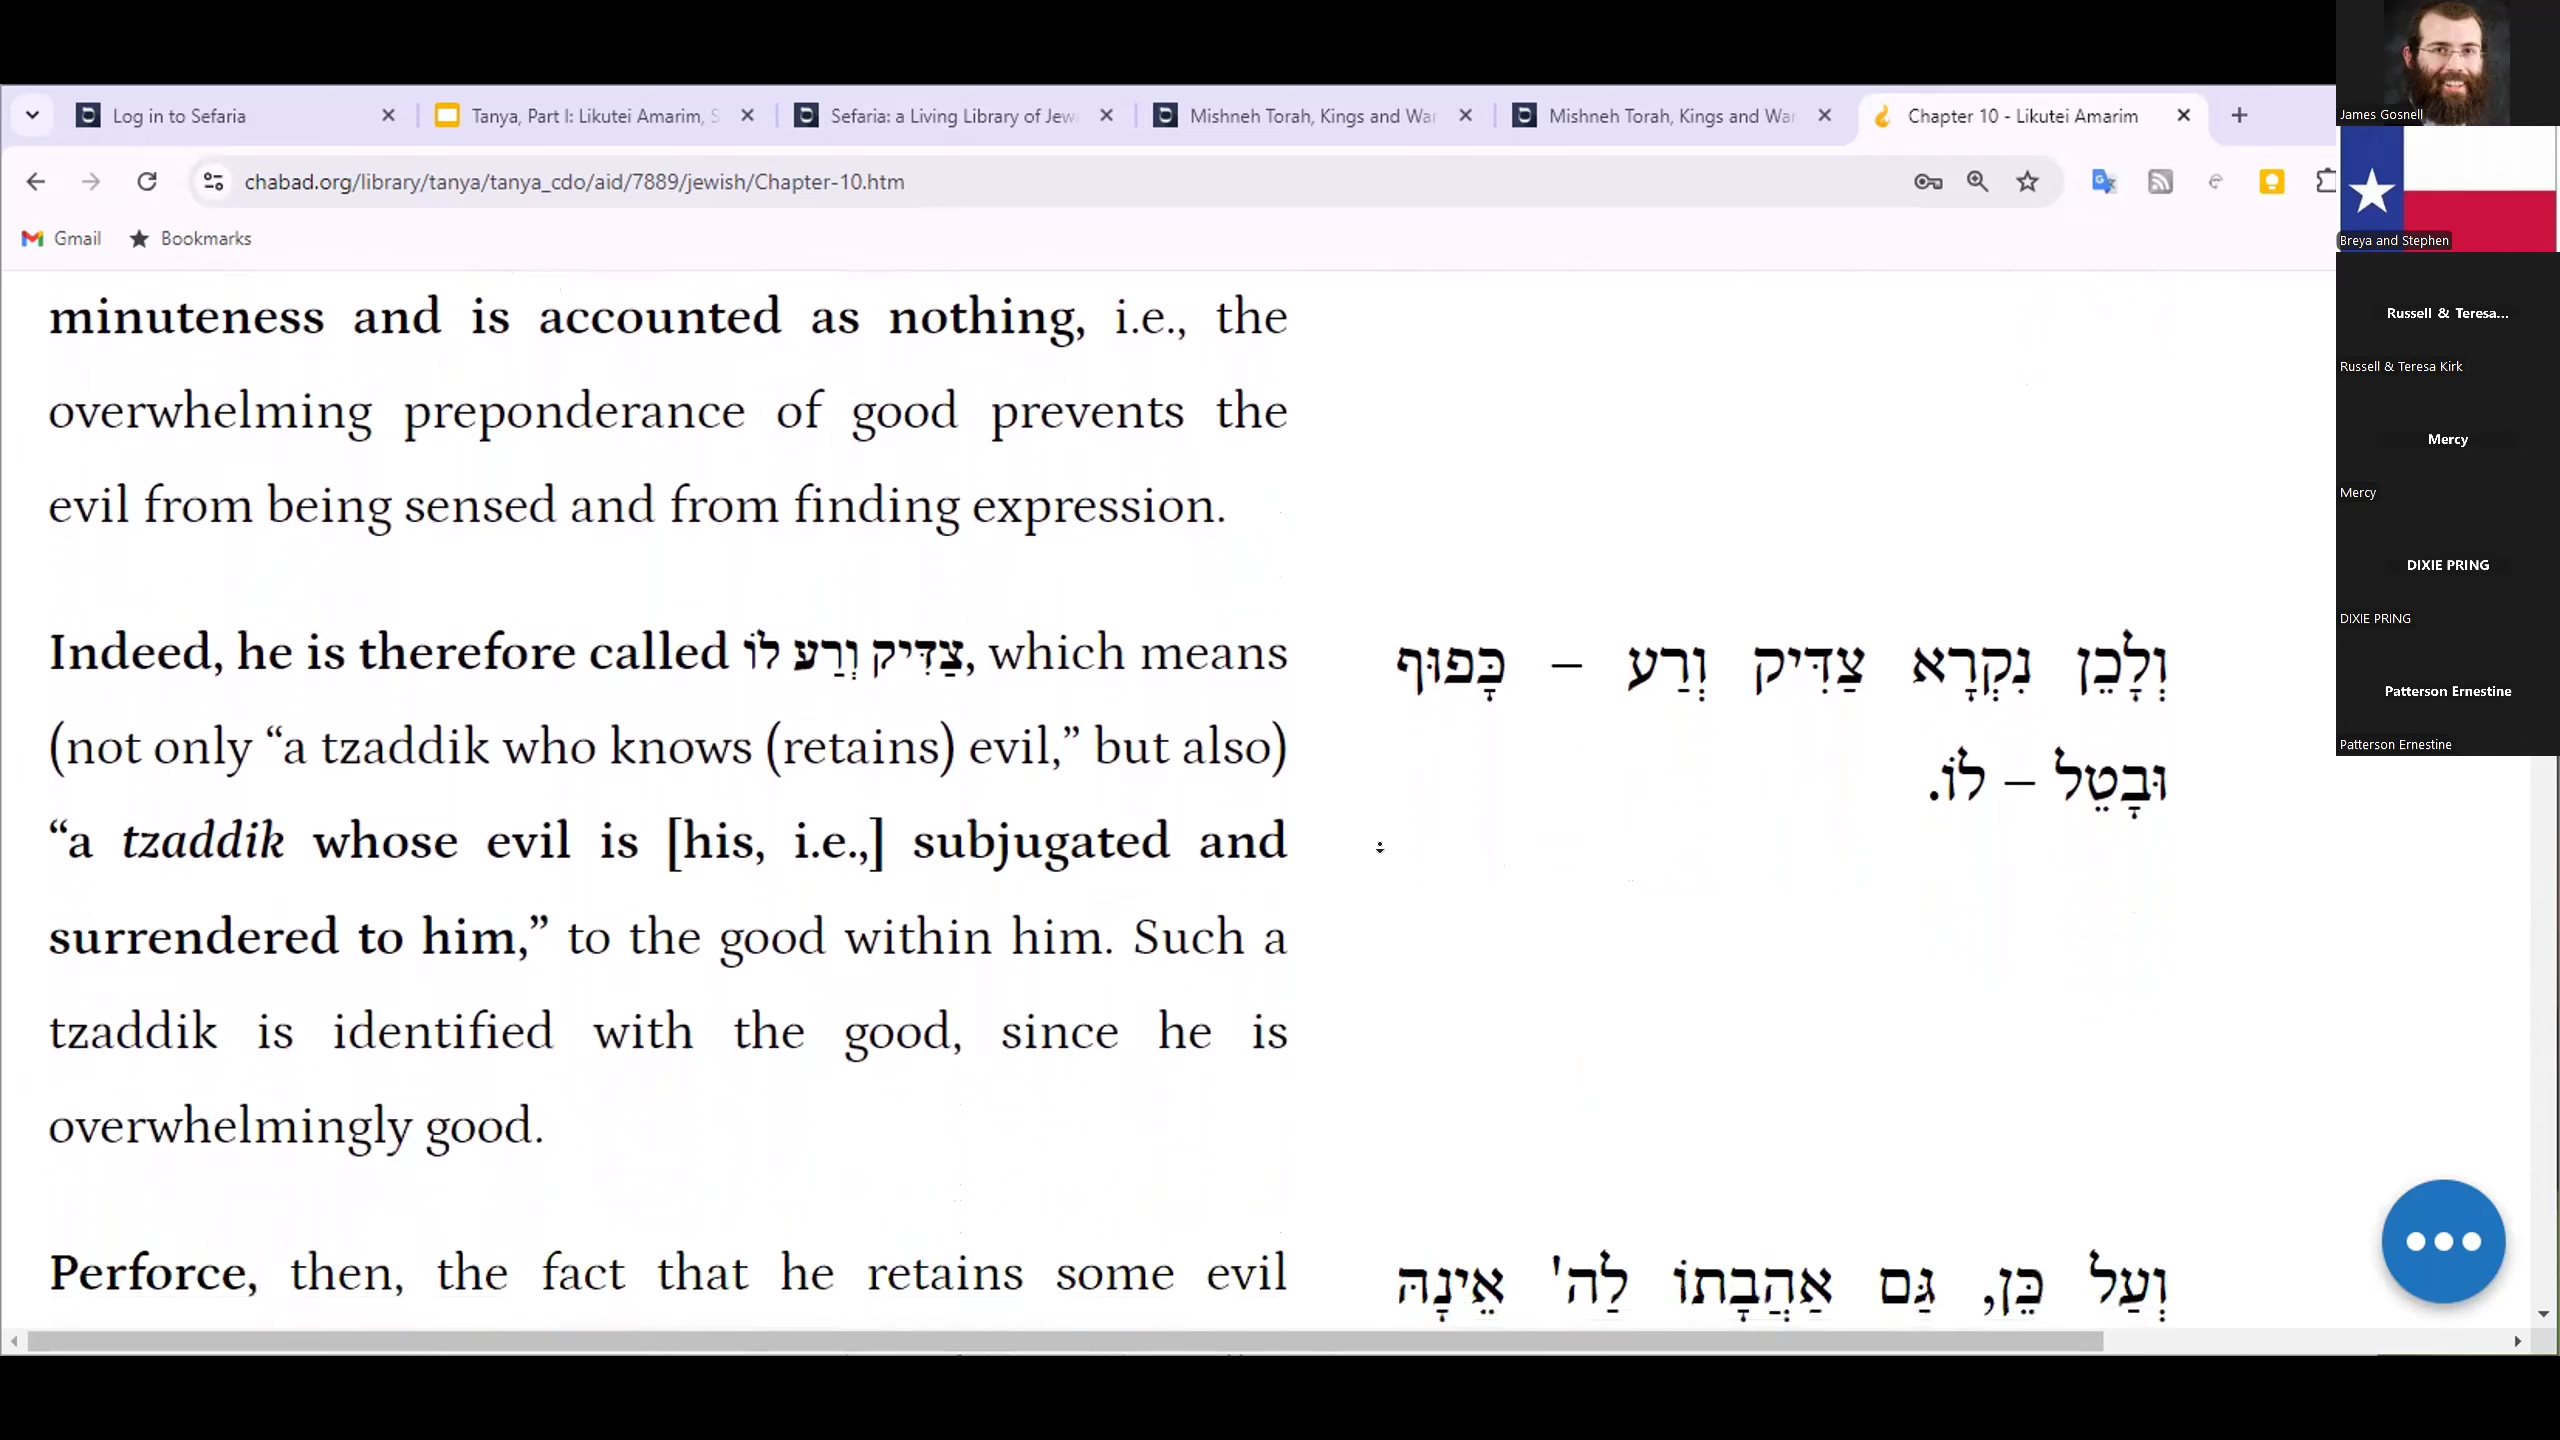 Log in to Sefaria
Tanya, Part I: Likutei Amarim, S
Sefaria: a Living Library of Jew
Mishneh Torah, Kings and War
Mishneh Torah, Kings and War
Chapter 10 - Likutei Amarim
chabad.org/library/tanya/tanya_cdo/aid/7889/jewish/Chapter-10.htm
Gmail
Bookmarks
minuteness and is accounted as nothing, i.e., the
overwhelming preponderance of good prevents the
evil from being sensed and from finding expression.
Indeed, he is therefore called צַדִּיק וְרַע לוֹ, which means
(not only “a tzaddik who knows (retains) evil,” but also)
“a tzaddik whose evil is [his, i.e.,] subjugated and
surrendered to him,” to the good within him. Such a
tzaddik is identified with the good, since he is
overwhelmingly good.
Perforce, then, the fact that he retains some evil
וְלָכֵן נִקְרָא צַדִּיק וְרַע – כָּפוּף
וּבָטֵל – לוֹ.
וְעַל כֵּן, גַּם אַהֲבָתוֹ לַה' אֵינָהּ
James Gosnell
Breya and Stephen
Russell & Teresa...
Russell & Teresa Kirk
Mercy
Mercy
DIXIE PRING
DIXIE PRING
Patterson Ernestine
Patterson Ernestine